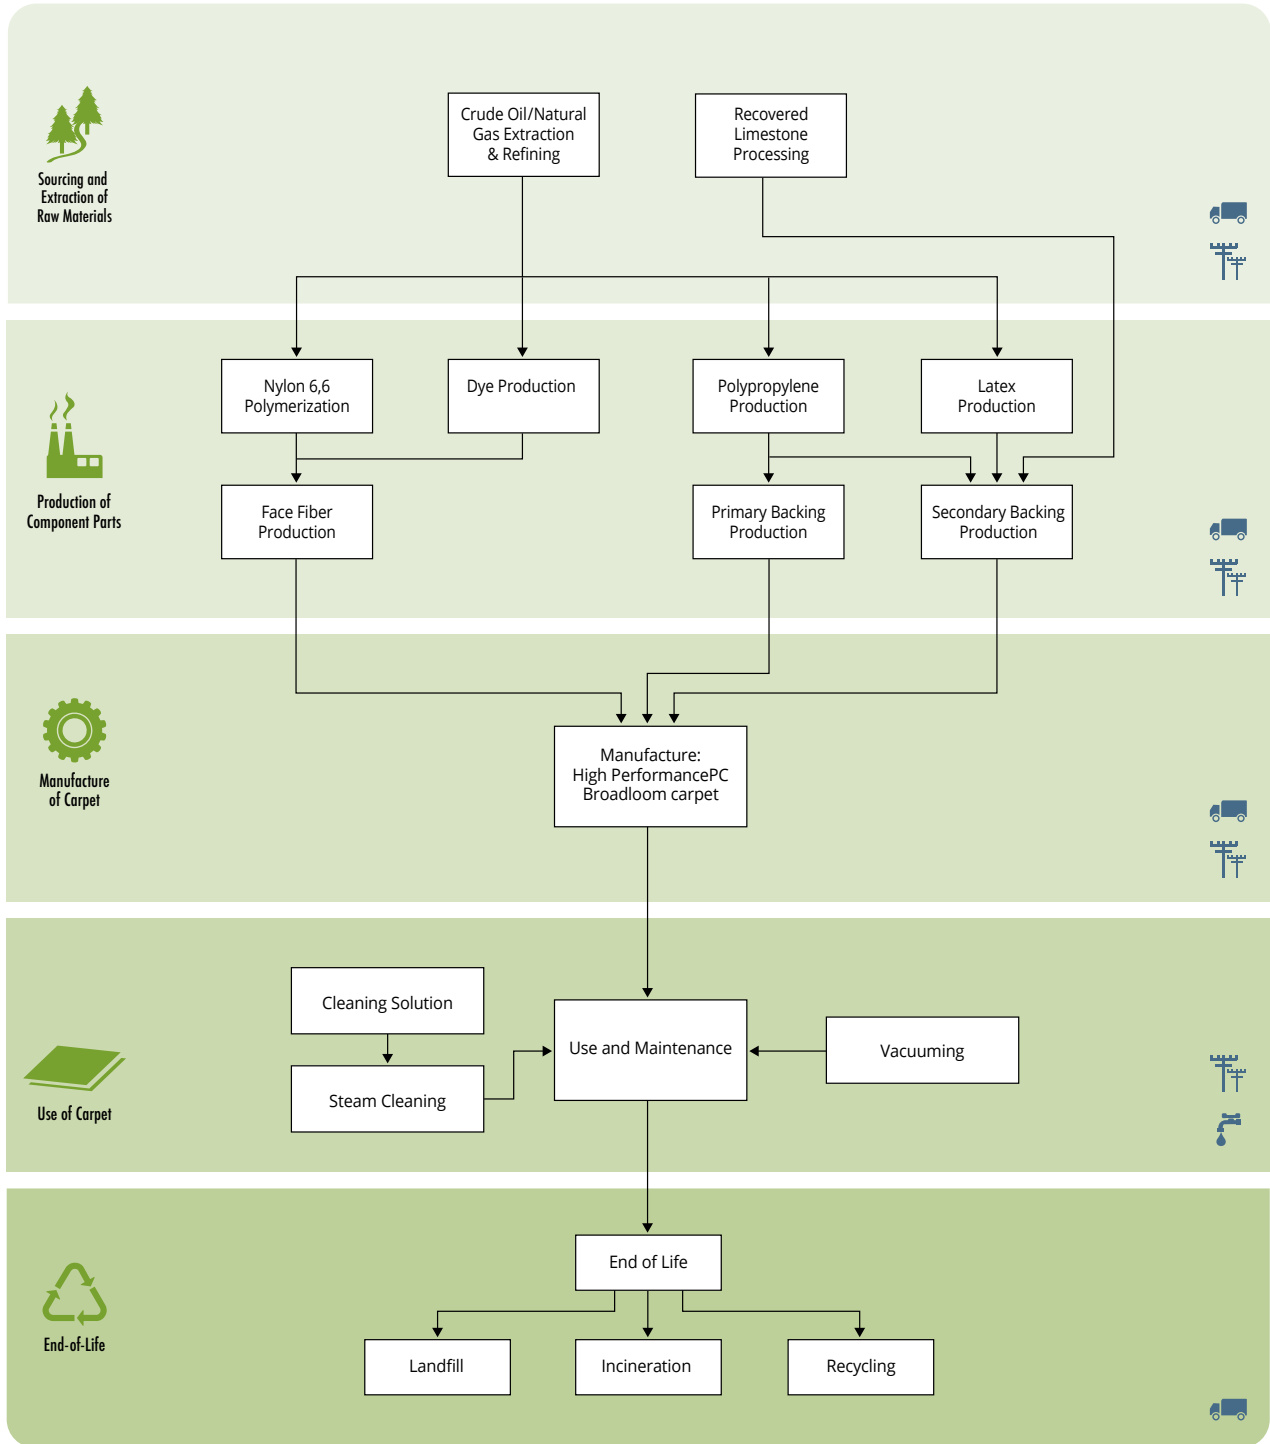 Crude Oil/Natural
Gas Extraction
& Refining
Recovered
Limestone
Processing
Sourcing and
Extraction of
Raw Materials
Nylon 6,6
Polymerization
Dye Production
Polypropylene
Production
Latex
Production
Production of
Component Parts
Face Fiber
Production
Primary Backing
Production
Secondary Backing
Production
Manufacture
of Carpet
Manufacture:
High PerformancePC
Broadloom carpet
Cleaning Solution
Use and Maintenance
Vacuuming
Steam Cleaning
Use of Carpet
End of Life
End-of-Life
Landfill
Incineration
Recycling